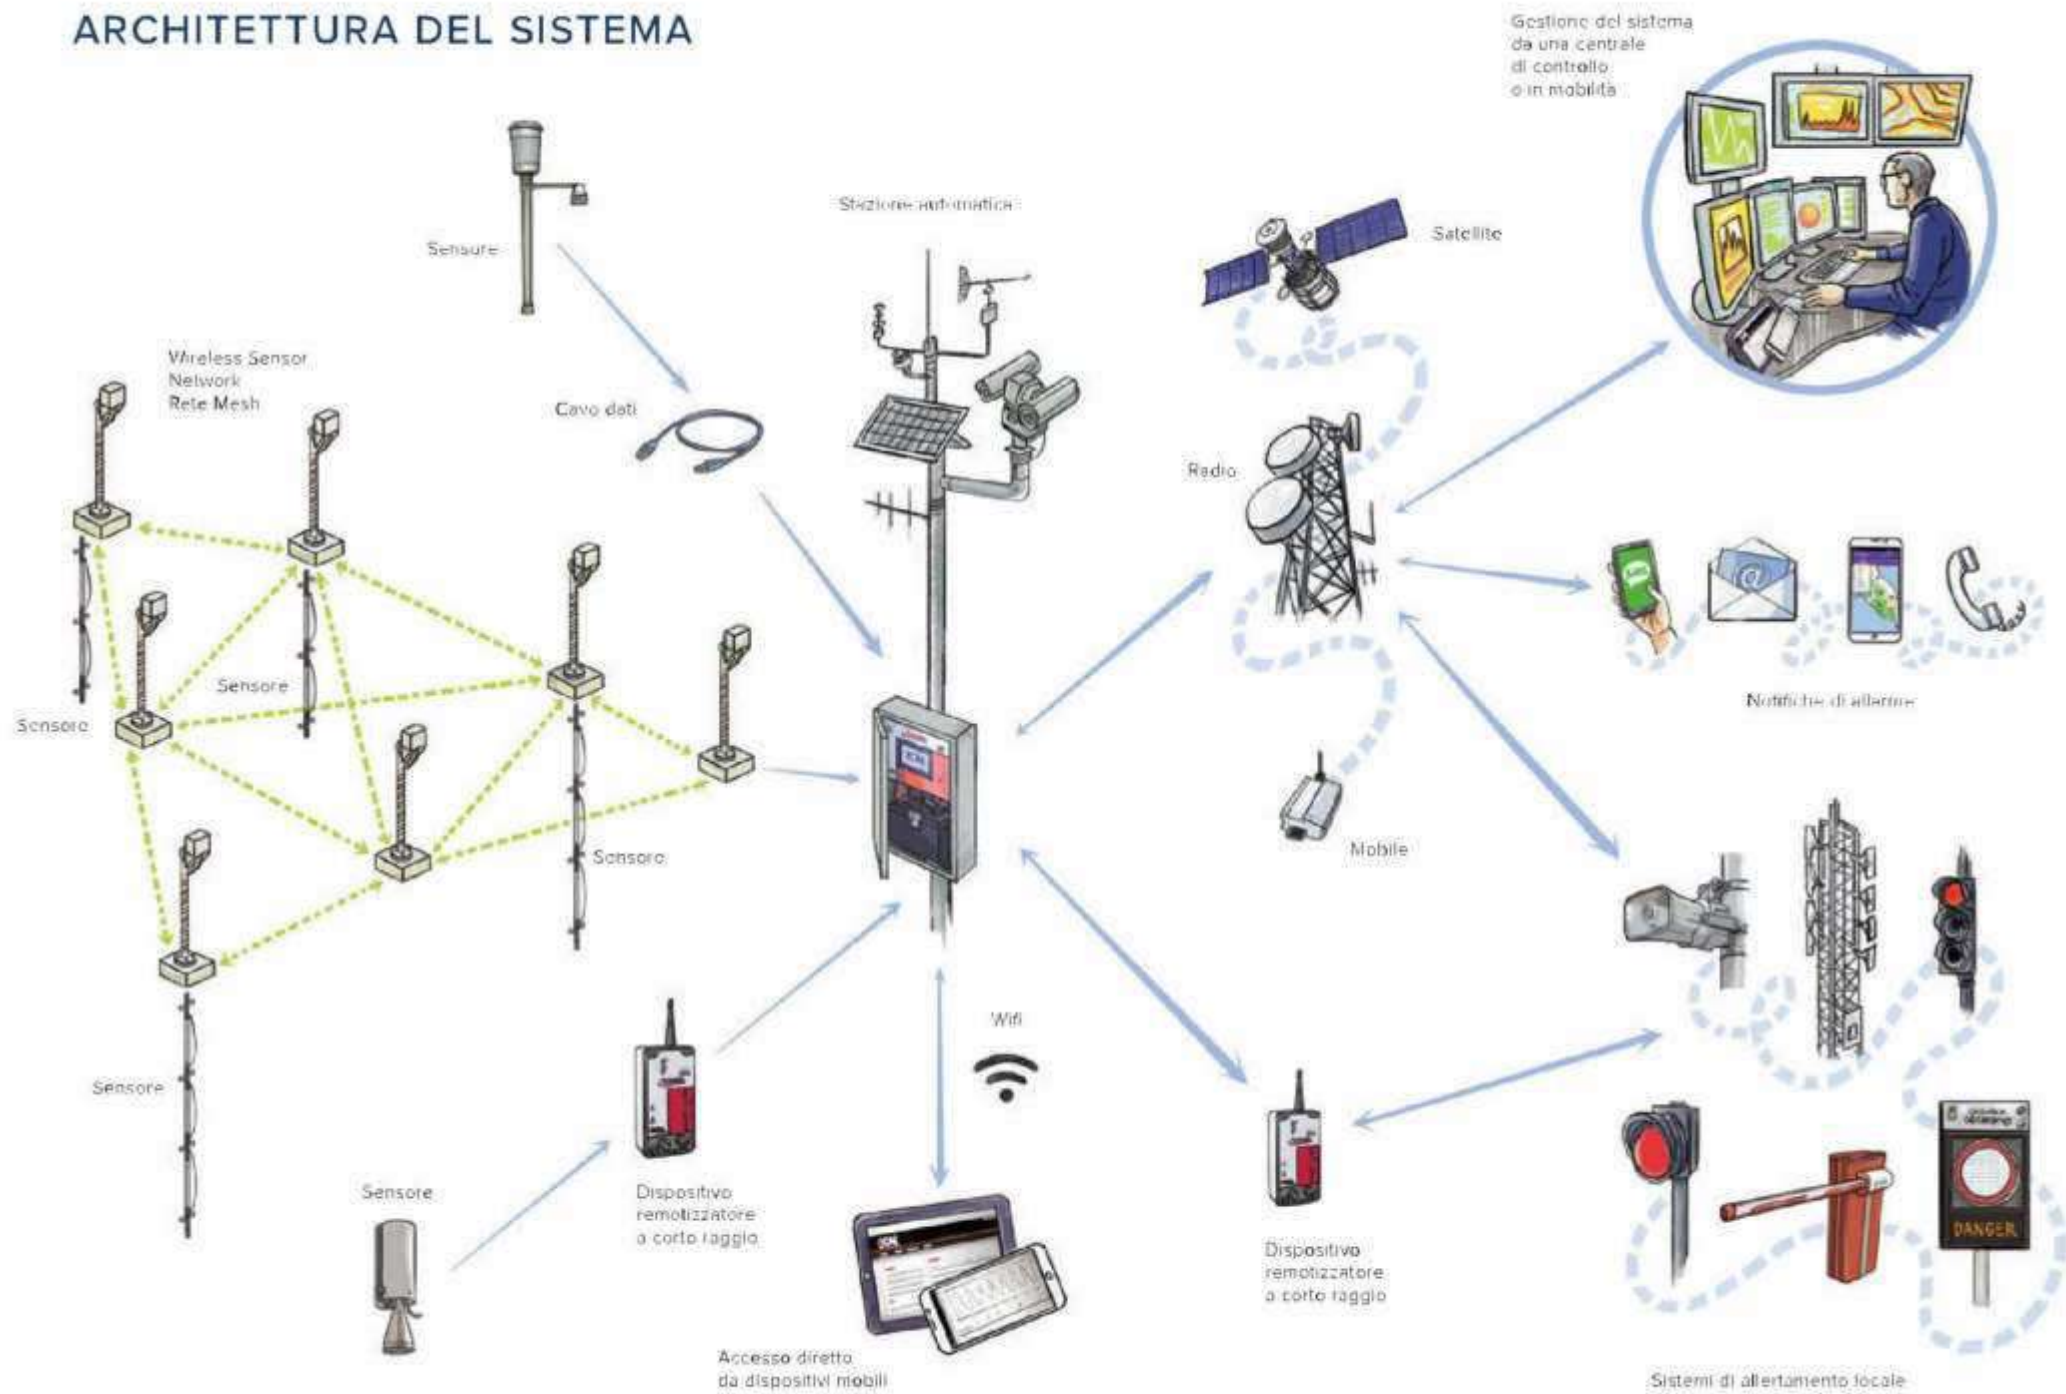 ARCHITETTURA DEL SISTEMA
Gestione del sistema
da una centrale
di controllo
o in mobilità
Sensore
Stazione automatica
Satellite
Wireless Sensor
Network
Rete Mesh
Cavo dati
Radio
SMS
@
Sensore
Sensore
Notifiche di allarme
Sensore
Mobile
Sensore
Wifi
Sensore
Dispositivo
remotizzatore
a corto raggio
Dispositivo
remotizzatore
a corto raggio
DANGER
Accesso diretto
da dispositivi mobili
Sistemi di allertamento locale